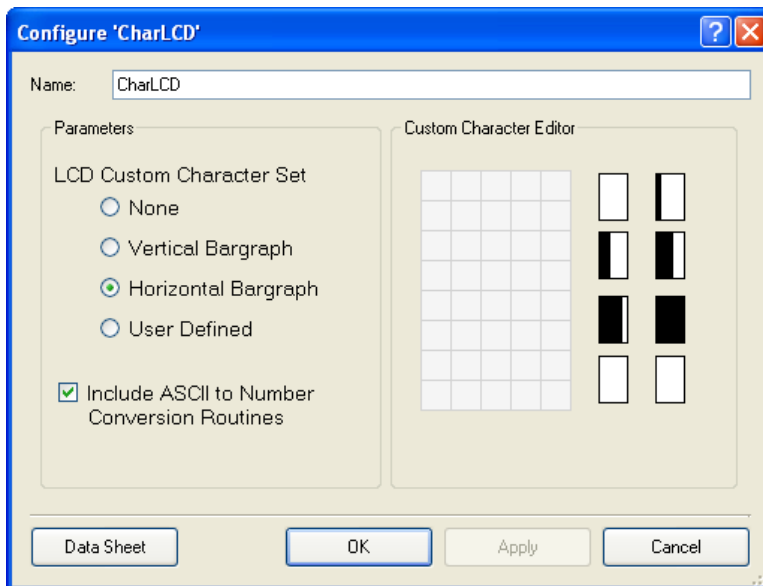 Configure 'CharLCD'
Name: CharLCD
Parameters
LCD Custom Character Set
None
Vertical Bargraph
Horizontal Bargraph
User Defined
Include ASCII to Number
Conversion Routines
Custom Character Editor
Data Sheet OK Apply Cancel